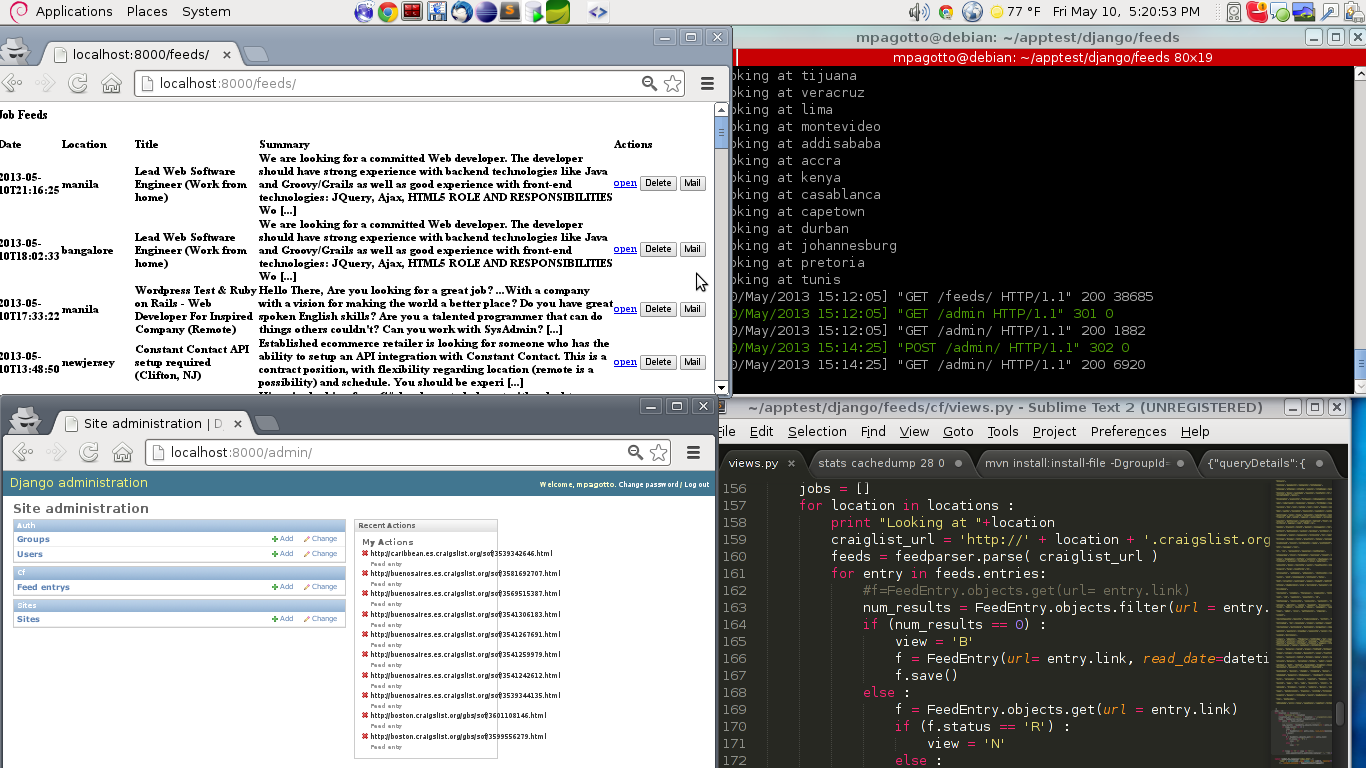 Applications Places System 77 °F Fri May 10, 5:20:53 PM
localhost:8000/feeds/
localhost:8000/feeds/
Job Feeds
Date Location Title Summary Actions
2013-05-10T21:16:25 manila Lead Web Software Engineer (Work from home)
We are looking for a committed Web developer. The developer
should have strong experience with backend technologies like Java
and Groovy/Grails as well as good experience with front-end
technologies: JQuery, Ajax, HTML5 ROLE AND RESPONSIBILITIES
Wo [...]
open Delete Mail
2013-05-10T18:02:33 bangalore Lead Web Software Engineer (Work from home)
We are looking for a committed Web developer. The developer
should have strong experience with backend technologies like Java
and Groovy/Grails as well as good experience with front-end
technologies: JQuery, Ajax, HTML5 ROLE AND RESPONSIBILITIES
Wo [...]
open Delete Mail
2013-05-10T17:33:22 manila Wordpress Test & Ruby on Rails - Web Developer For Inspired Company (Remote)
Hello There, Are you looking for a great job? ...With a company
with a vision for making the world a better place? Do you have great
spoken English skills? Are you a talented programmer that can do
things others couldn't? Can you work with SysAdmin? [...]
open Delete Mail
2013-05-10T13:48:50 newjersey Constant Contact API setup required (Clifton, NJ)
Established ecommerce retailer is looking for someone who has the
ability to setup an API integration with Constant Contact. This is a
contract position, with flexibility regarding location (remote is a
possibility) and schedule. You should be experi [...]
open Delete Mail
mpagotto@debian: ~/apptest/django/feeds
mpagotto@debian: ~/apptest/django/feeds 80x19
oking at tijuana
oking at veracruz
oking at lima
oking at montevideo
oking at addisababa
oking at accra
oking at kenya
oking at casablanca
oking at capetown
oking at durban
oking at johannesburg
oking at pretoria
oking at tunis
0/May/2013 15:12:05] "GET /feeds/ HTTP/1.1" 200 38685
0/May/2013 15:14:05] "GET /admin HTTP/1.1" 301 0
0/May/2013 15:12:05] "GET /admin/ HTTP/1.1" 200 1882
0/May/2013 15:14:25] "POST /admin/ HTTP/1.1" 302 0
0/May/2013 15:14:25] "GET /admin/ HTTP/1.1" 200 6920
Site administration | D
localhost:8000/admin/
Django administration Welcome, mpagotto. Change password / Log out
Site administration
Auth
Groups Add Change
Users Add Change
Cf
Feed entrys Add Change
Sites
Sites Add Change
Recent Actions
My Actions
http://caribbean.es.craigslist.org/sof/3539342646.html
Feed entry
http://buenosaires.es.craigslist.org/sof/3581692707.html
Feed entry
http://buenosaires.es.craigslist.org/sof/3569515387.html
Feed entry
http://buenosaires.es.craigslist.org/sof/3541306183.html
Feed entry
http://buenosaires.es.craigslist.org/sof/3541267691.html
Feed entry
http://buenosaires.es.craigslist.org/sof/3541259979.html
Feed entry
http://buenosaires.es.craigslist.org/sof/3541242612.html
Feed entry
http://buenosaires.es.craigslist.org/sof/3539344135.html
Feed entry
http://boston.craigslist.org/gbs/sof/3601108146.html
Feed entry
http://boston.craigslist.org/gbs/sof/3599556279.html
Feed entry
~/apptest/django/feeds/cf/views.py - Sublime Text 2 (UNREGISTERED)
File Edit Selection Find View Goto Tools Project Preferences Help
views.py stats cachedump 28 0 mvn install:install-file -DgroupId= {"queryDetails":{
156 jobs = []
157 for location in locations :
158 print "Looking at "+location
159 craiglist_url = 'http://' + location + '.craigslist.org
160 feeds = feedparser.parse( craiglist_url )
161 for entry in feeds.entries:
162 #f=FeedEntry.objects.get(url= entry.link)
163 num_results = FeedEntry.objects.filter(url = entry.
164 if (num_results == 0) :
165 view = 'B'
166 f = FeedEntry(url= entry.link, read_date=dateti
167 f.save()
168 else :
169 f = FeedEntry.objects.get(url = entry.link)
170 if (f.status == 'R') :
171 view = 'N'
172 else :